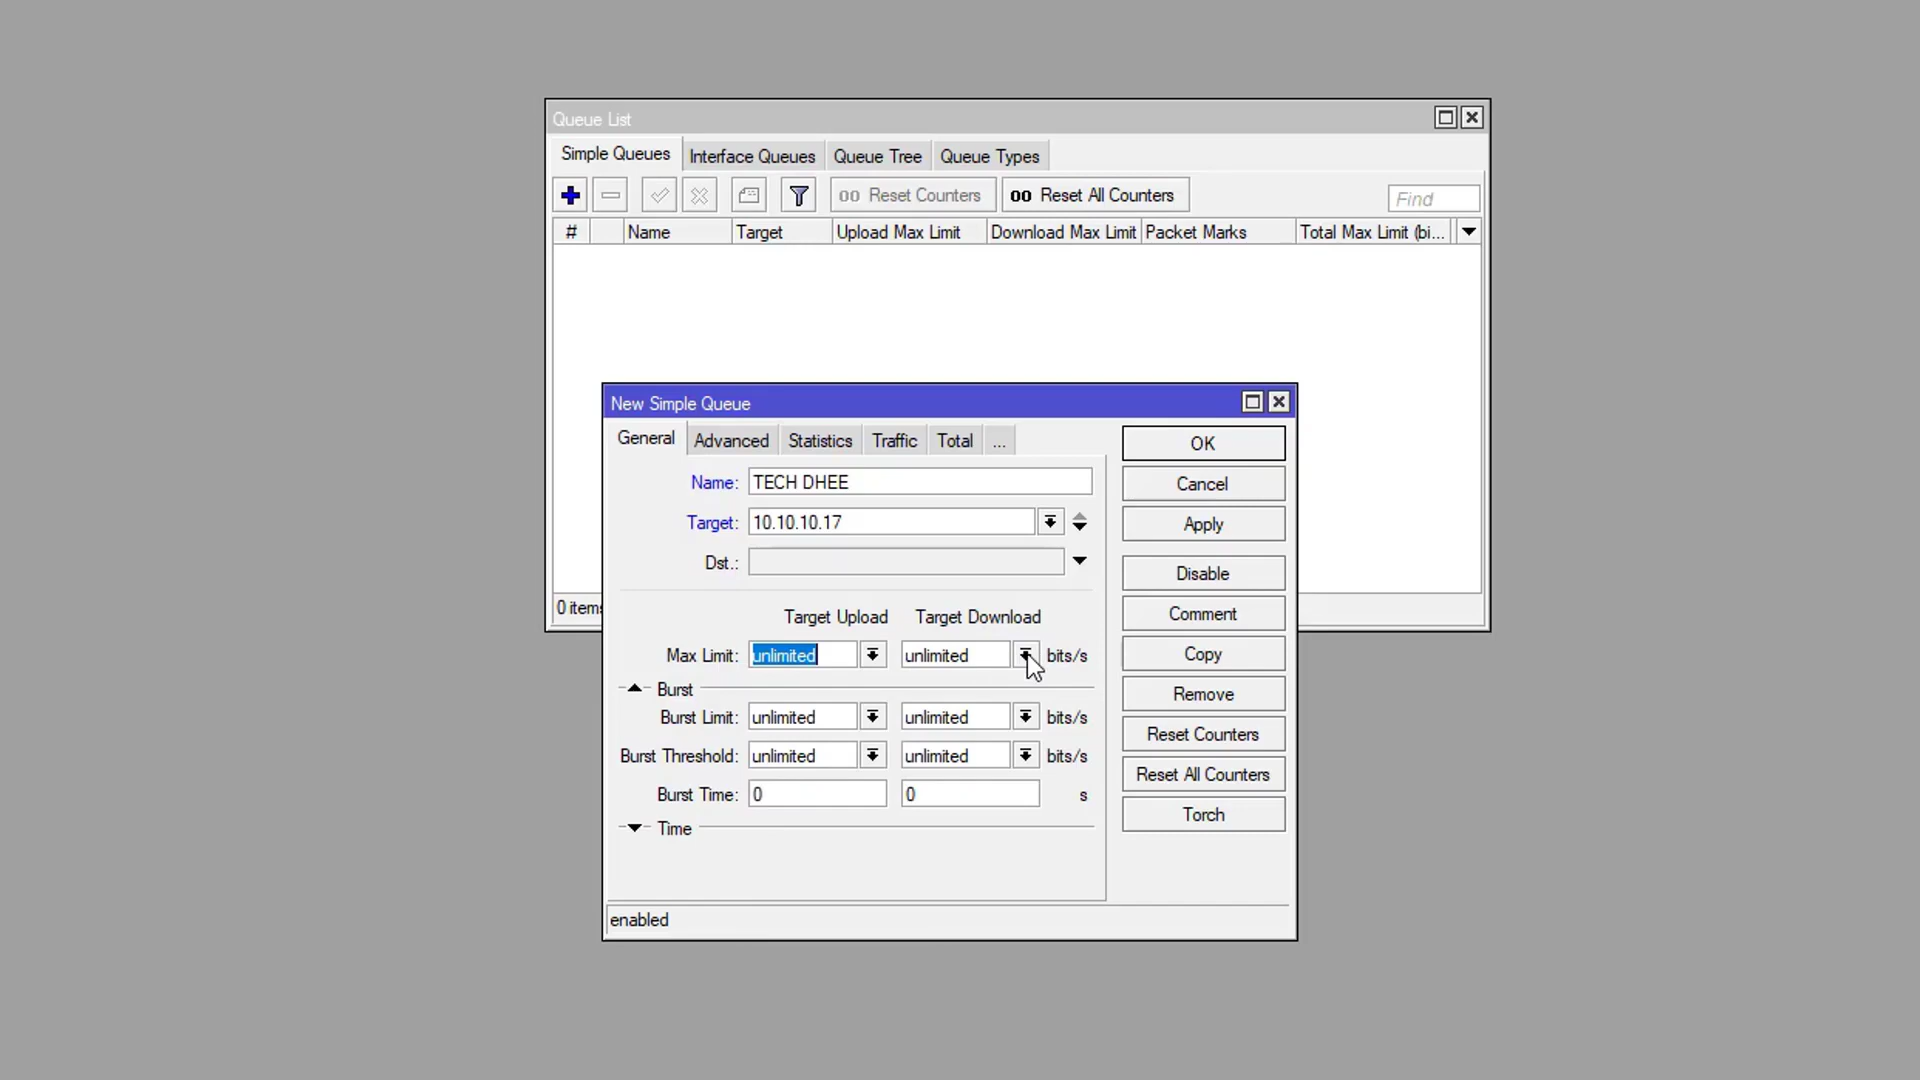 Queue List
Simple Queues Interface Queues Queue Tree Queue Types
00 Reset Counters 00 Reset All Counters Find
# Name Target Upload Max Limit Download Max Limit Packet Marks Total Max Limit (bi...
New Simple Queue
General Advanced Statistics Traffic Total ... OK
Name: TECH DHEE Cancel
Target: 10.10.10.17 Apply
Dst.:
Disable
Target Upload Target Download Comment
Max Limit: unlimited unlimited bits/s Copy
Burst Remove
Burst Limit: unlimited unlimited bits/s Reset Counters
Burst Threshold: unlimited unlimited bits/s Reset All Counters
Burst Time: 0 0 s Torch
Time
enabled